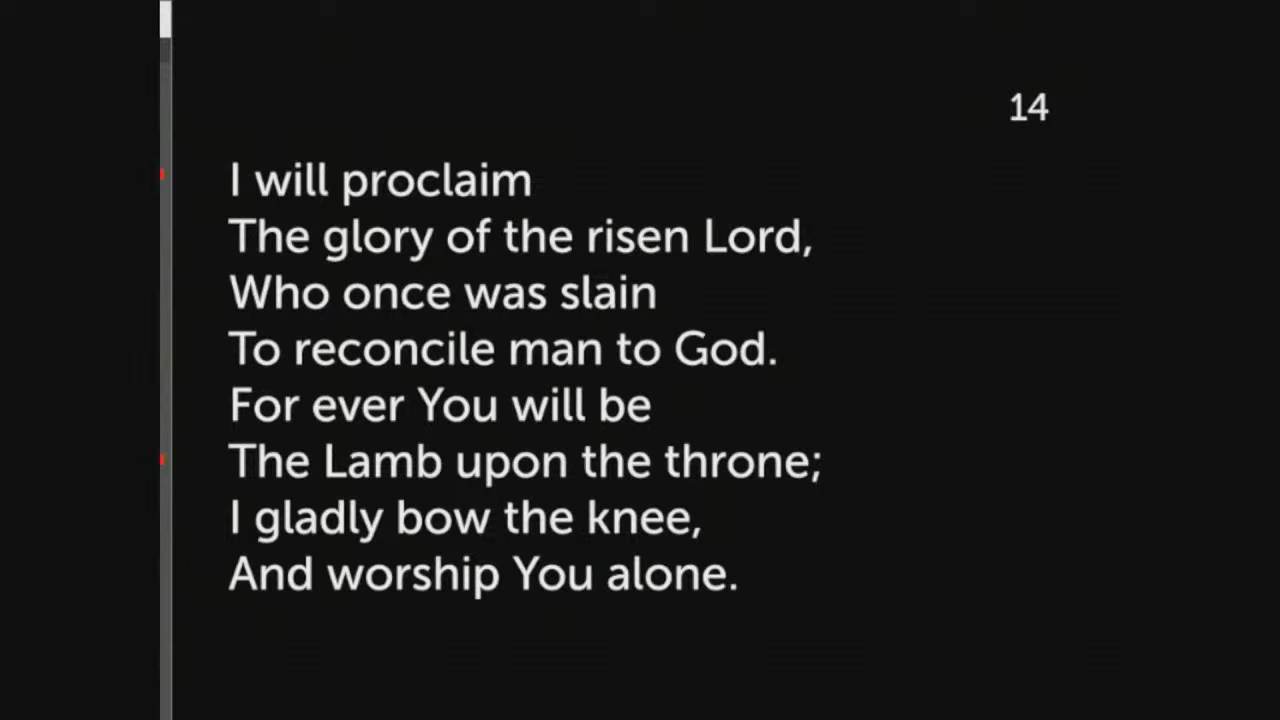 14
I will proclaim
The glory of the risen Lord,
Who once was slain
To reconcile man to God.
For ever You will be
The Lamb upon the throne;
I gladly bow the knee,
And worship You alone.